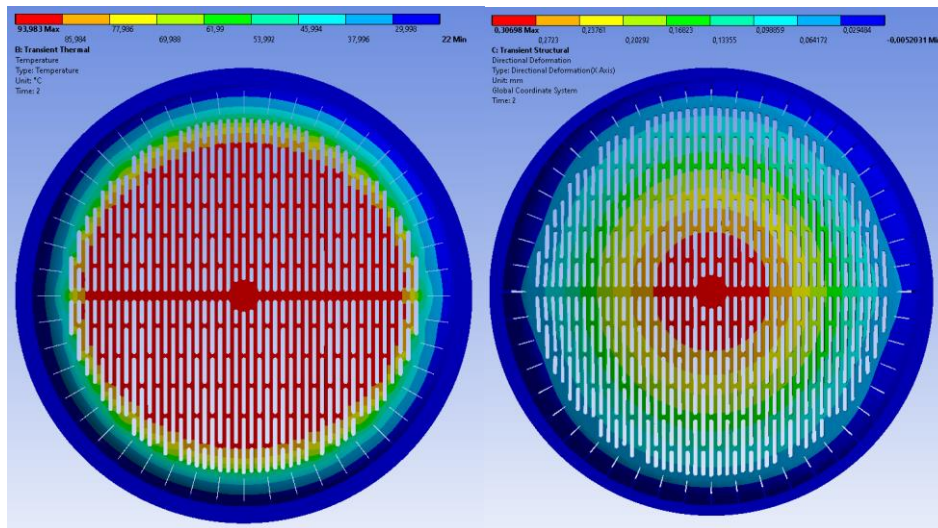 93,983 Max 77,986 61,99 45,994 29,998
85,984 69,988 53,992 37,996 22 Min
B: Transient Thermal
Temperature
Type: Temperature
Unit: °C
Time: 2
0,30698 Max 0,23761 0,16823 0,098859 0,029484
0,2723 0,20292 0,13355 0,064172 -0,0052031 Mi
C: Transient Structural
Directional Deformation
Type: Directional Deformation(X Axis)
Unit: mm
Global Coordinate System
Time: 2